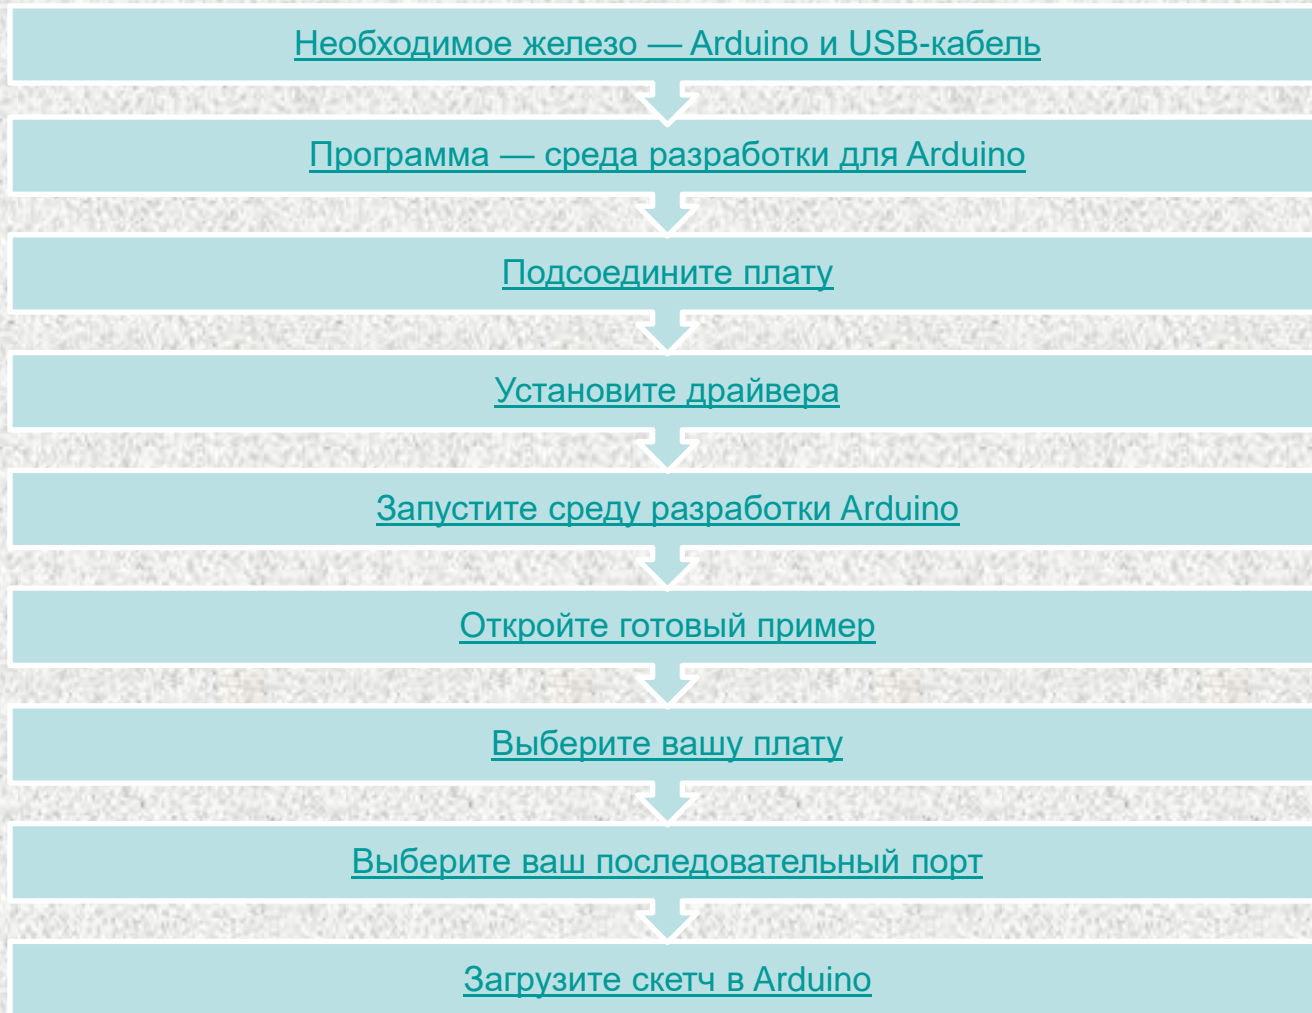 Необходимое железо — Arduino и USB-кабель
Программа — среда разработки для Arduino
Подсоедините плату
Установите драйвера
Запустите среду разработки Arduino
Откройте готовый пример
Выберите вашу плату
Выберите ваш последовательный порт
Загрузите скетч в Arduino